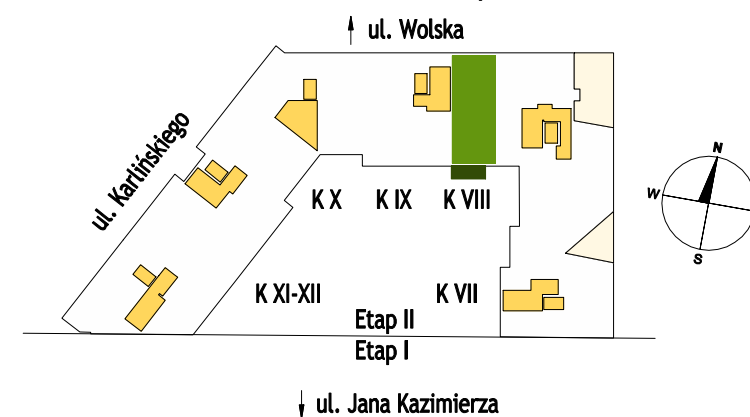 ul. Wolska
ul. Karlińskiego
N
W
S
K X K IX K VIII
K XI-XII K VII
Etap II
Etap I
ul. Jana Kazimierza